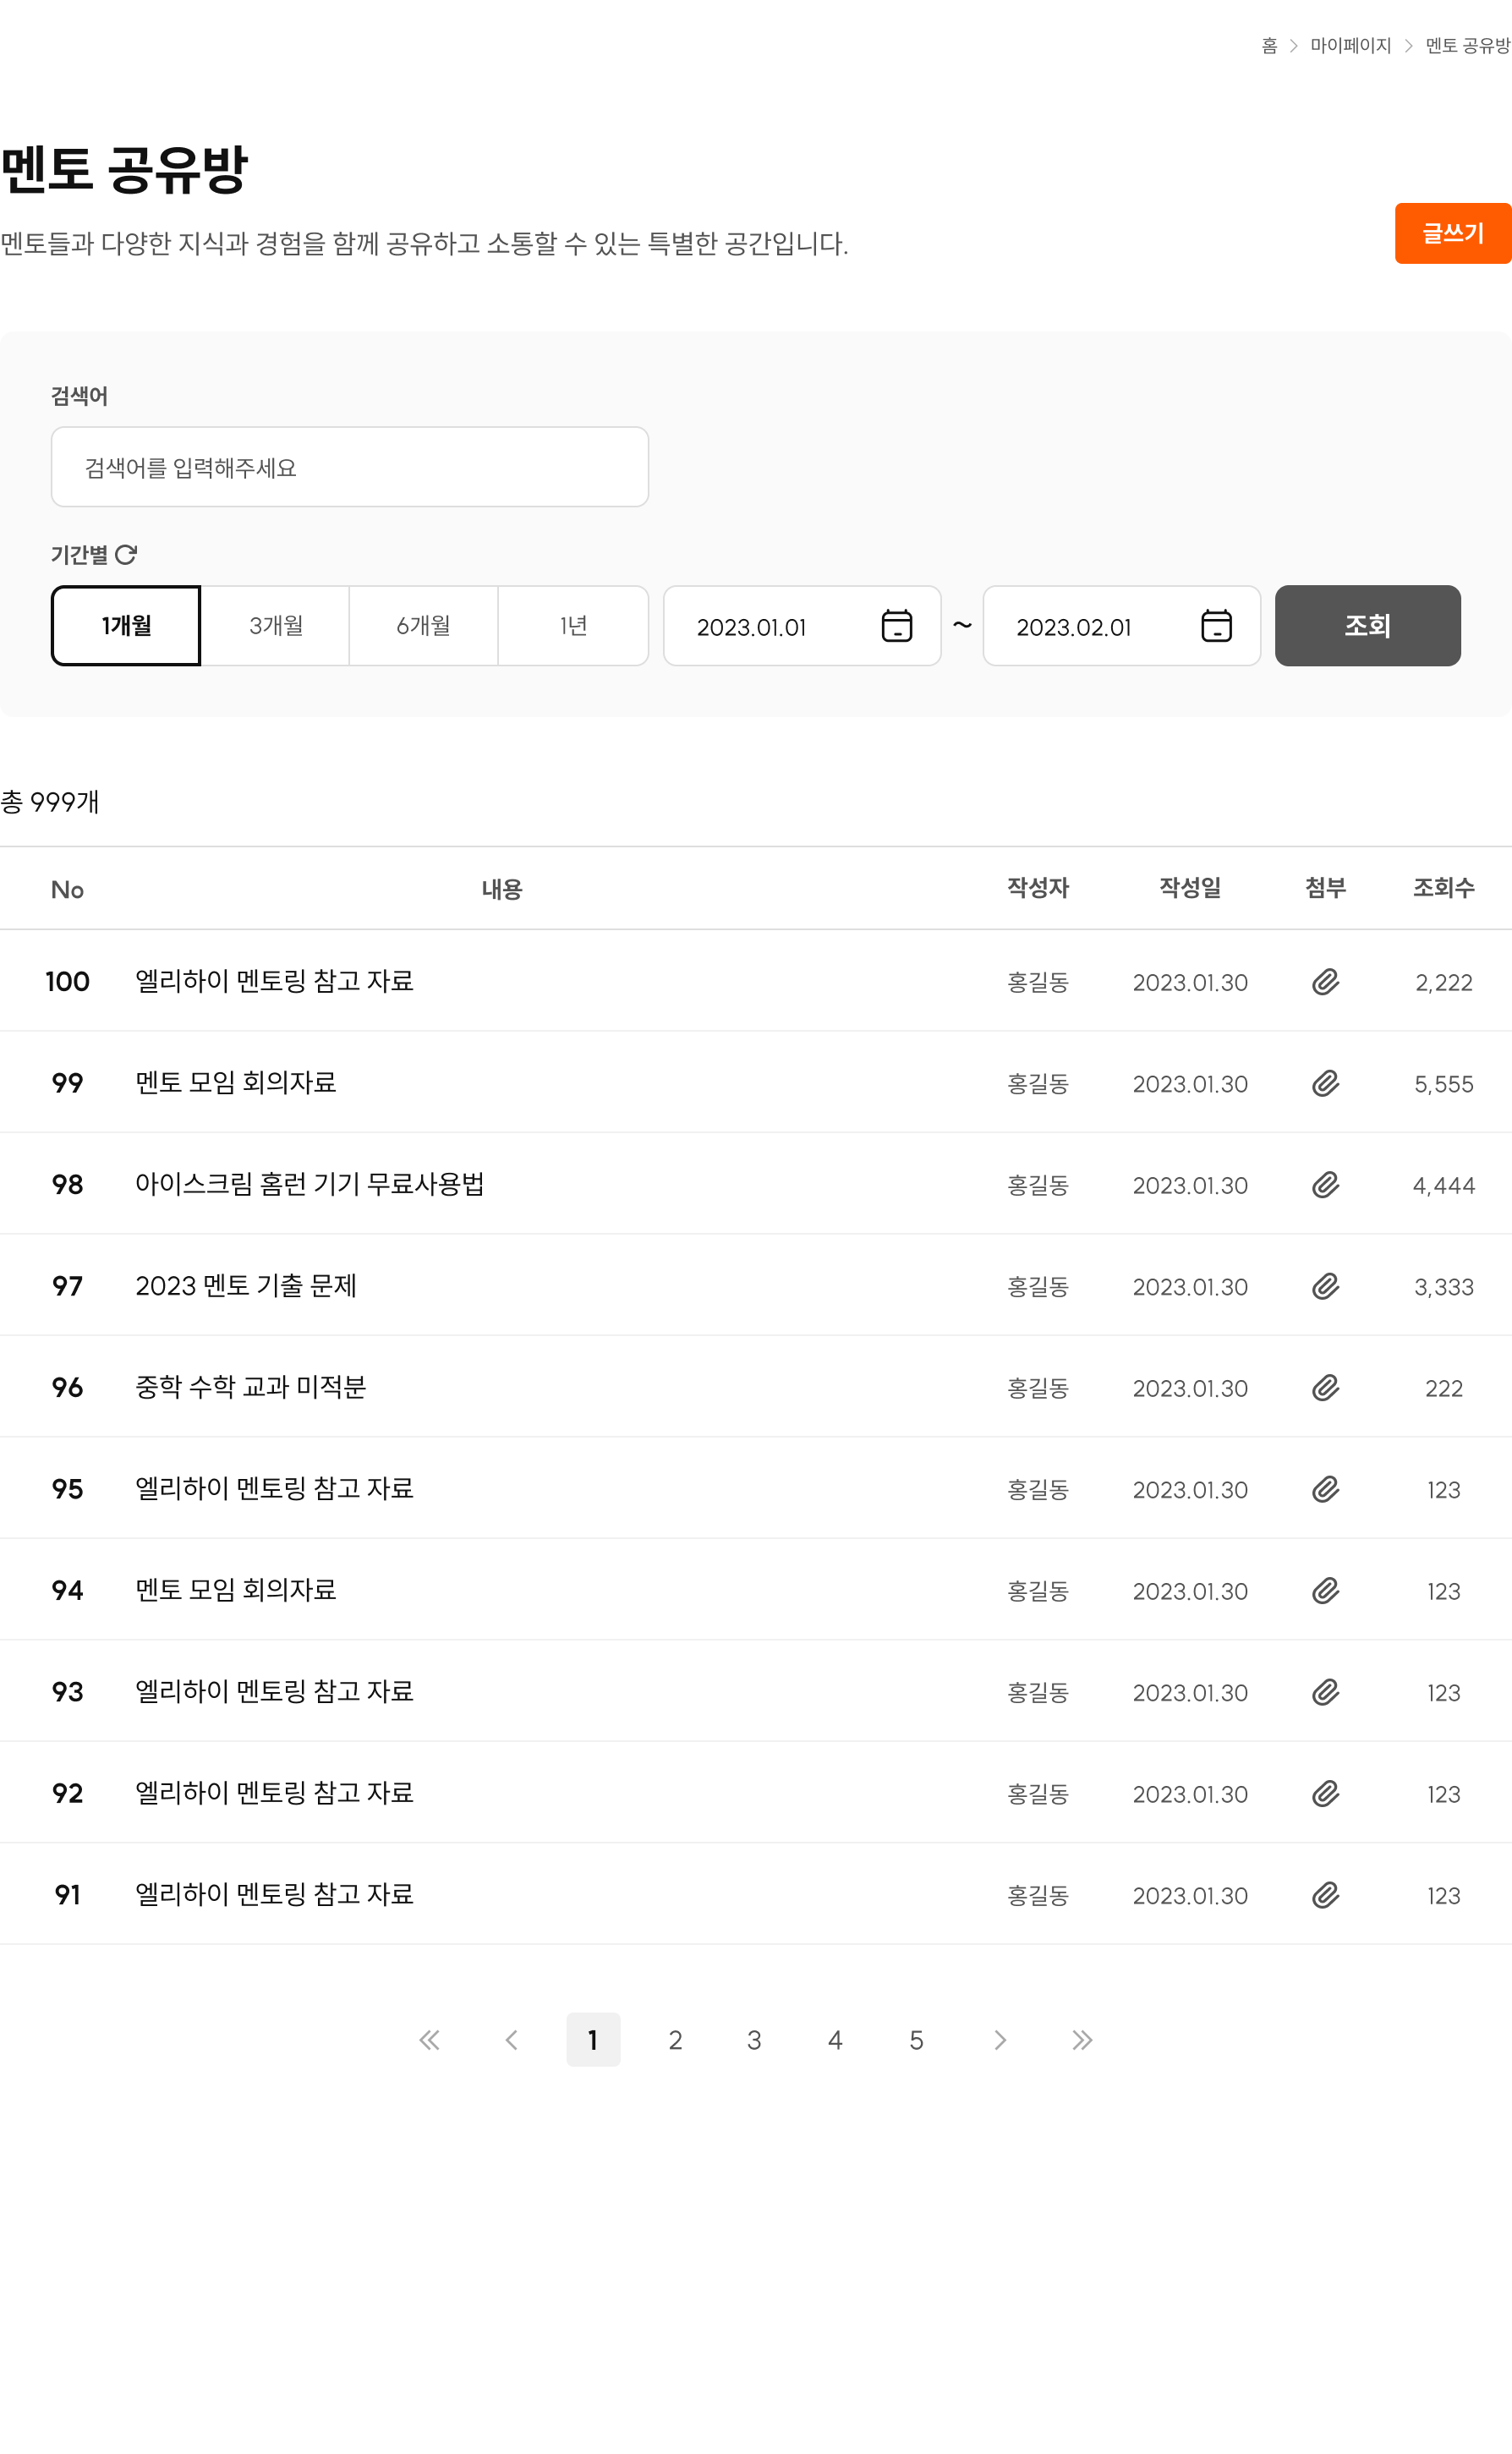 홈 > 마이페이지 > 멘토 공유방
멘토 공유방
멘토들과 다양한 지식과 경험을 함께 공유하고 소통할 수 있는 특별한 공간입니다.
글쓰기
검색어
검색어를 입력해주세요
기간별
1개월 3개월 6개월 1년 2023.01.01 ~ 2023.02.01 조회
총 999개
No 내용 작성자 작성일 첨부 조회수
100 엘리하이 멘토링 참고 자료 홍길동 2023.01.30 2,222
99 멘토 모임 회의자료 홍길동 2023.01.30 5,555
98 아이스크림 홈런 기기 무료사용법 홍길동 2023.01.30 4,444
97 2023 멘토 기출 문제 홍길동 2023.01.30 3,333
96 중학 수학 교과 미적분 홍길동 2023.01.30 222
95 엘리하이 멘토링 참고 자료 홍길동 2023.01.30 123
94 멘토 모임 회의자료 홍길동 2023.01.30 123
93 엘리하이 멘토링 참고 자료 홍길동 2023.01.30 123
92 엘리하이 멘토링 참고 자료 홍길동 2023.01.30 123
91 엘리하이 멘토링 참고 자료 홍길동 2023.01.30 123
1 2 3 4 5